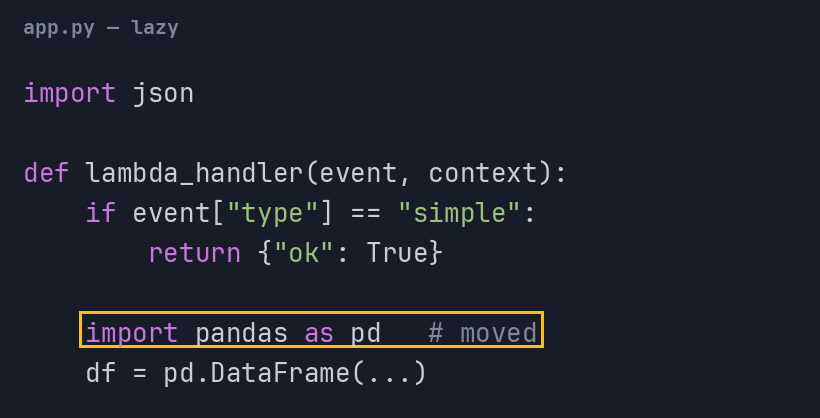 app.py — lazy
import json
def lambda_handler(event, context):
if event["type"] == "simple":
return {"ok": True}
import pandas as pd # moved
df = pd.DataFrame(...)